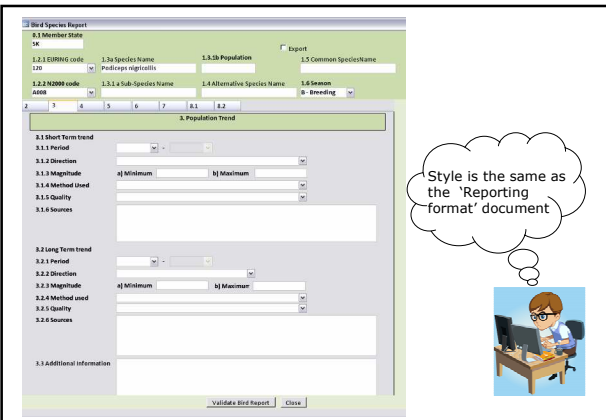 Bird Species Report
0.1 Member State
SK
Export
1.2.1 EURING code 1.3a Species Name 1.3.1b Population 1.5 Common SpeciesName
120 Podiceps nigricollis
1.2.2 N2000 code 1.3.1 a Sub-Species Name 1.4 Alternative Species Name 1.6 Season
A008 B - Breeding
2 3 4 5 6 7 8.1 8.2
3. Population Trend
3.1 Short Term trend
3.1.1 Period -
3.1.2 Direction
3.1.3 Magnitude a) Minimum b) Maximum
3.1.4 Method Used
3.1.5 Quality
3.1.6 Sources
3.2 Long Term trend
3.2.1 Period -
3.2.2 Direction
3.2.3 Magnitude a) Minimum b) Maximum
3.2.4 Method used
3.2.5 Quality
3.2.6 Sources
3.3 Additional Information
Validate Bird Report Close
Style is the same as
the ‘Reporting
format’ document